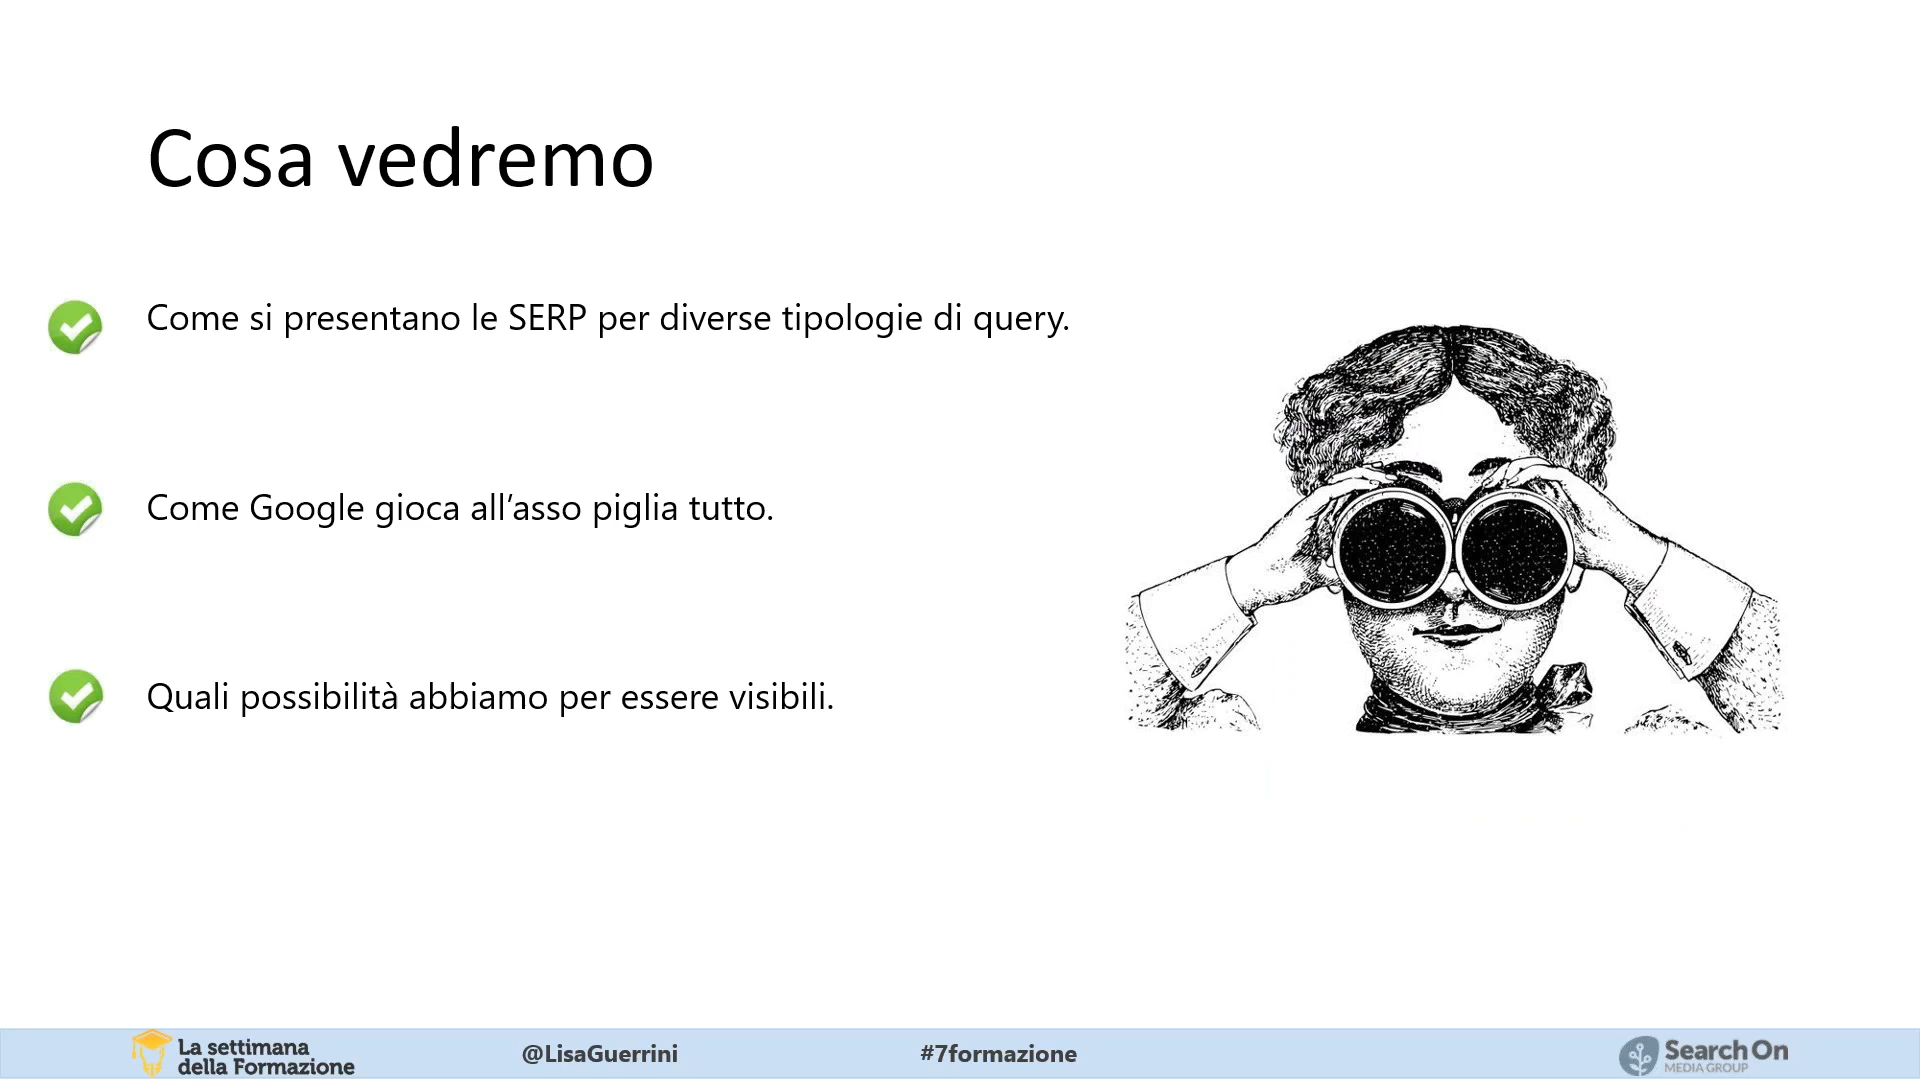 Cosa vedremo
Come si presentano le SERP per diverse tipologie di query.
Come Google gioca all’asso piglia tutto.
Quali possibilità abbiamo per essere visibili.
La settimana
della Formazione
@LisaGuerrini
#7formazione
Search On
MEDIA GROUP